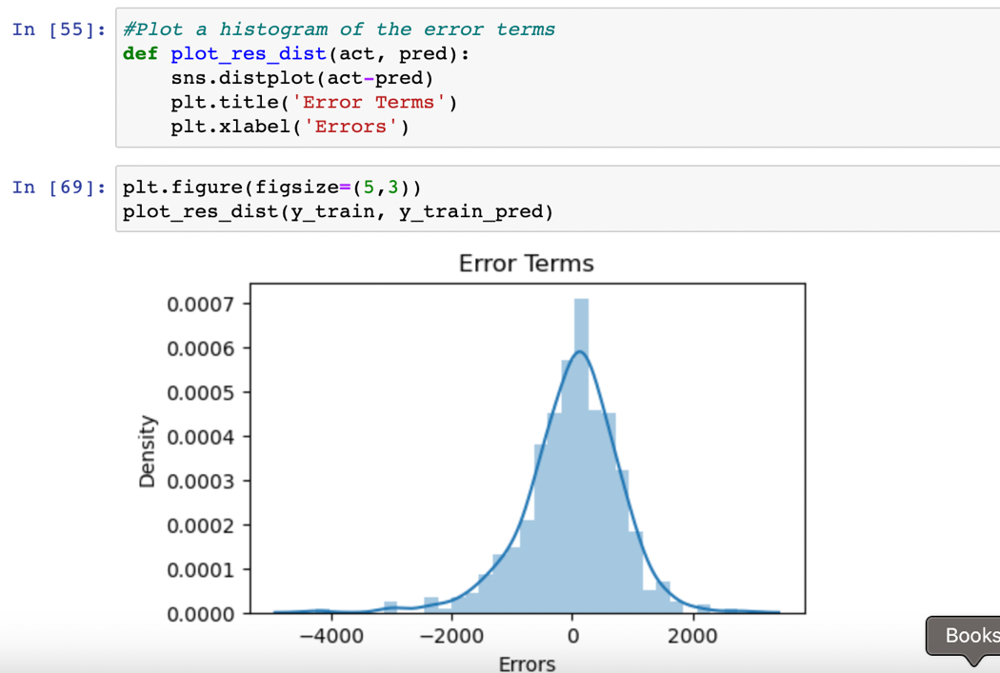 In [55]: #Plot a histogram of the error terms
def plot_res_dist(act, pred):
    sns.distplot(act-pred)
    plt.title('Error Terms')
    plt.xlabel('Errors')
In [69]: plt.figure(figsize=(5,3))
plot_res_dist(y_train, y_train_pred)
Error Terms
0.0007
0.0006
0.0005
0.0004
0.0003
0.0002
0.0001
0.0000
Density
−4000 −2000 0 2000
Errors
Books